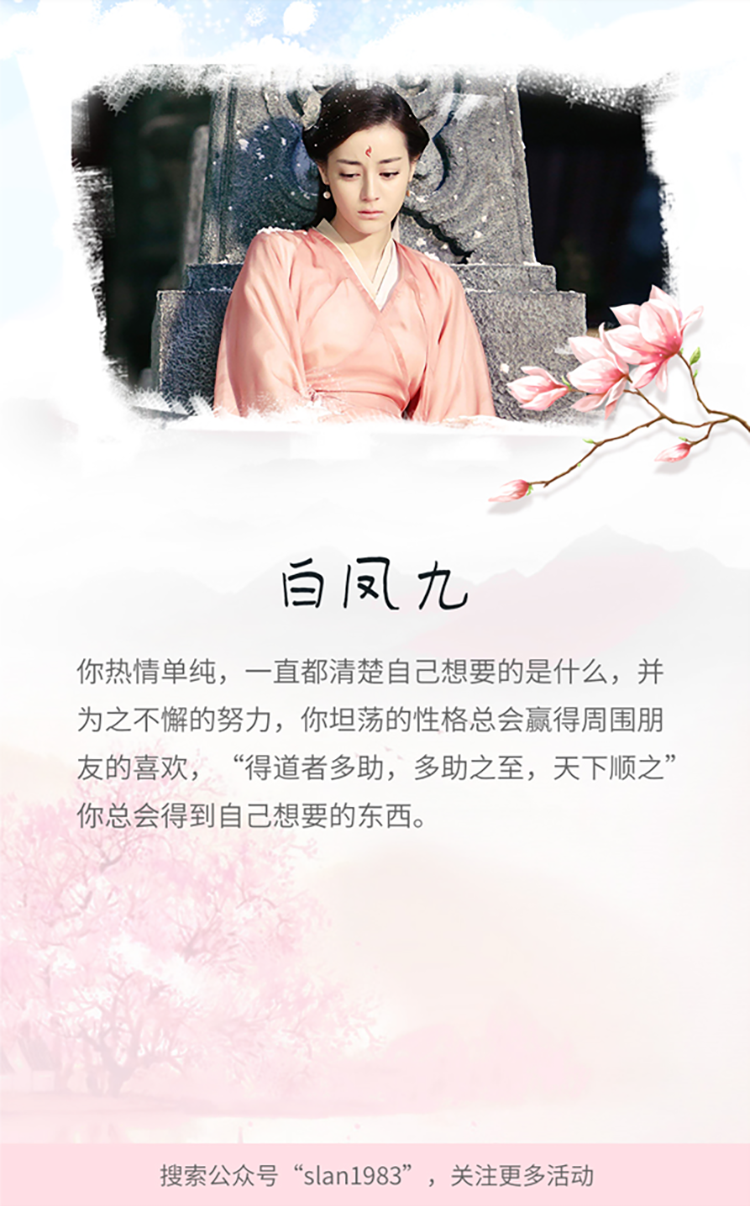 白凤九
你热情单纯，一直都清楚自己想要的是什么，并
为之不懈的努力，你坦荡的性格总会赢得周围朋
友的喜欢，“得道者多助，多助之至，天下顺之”
你总会得到自己想要的东西。
搜索公众号“slan1983”，关注更多活动